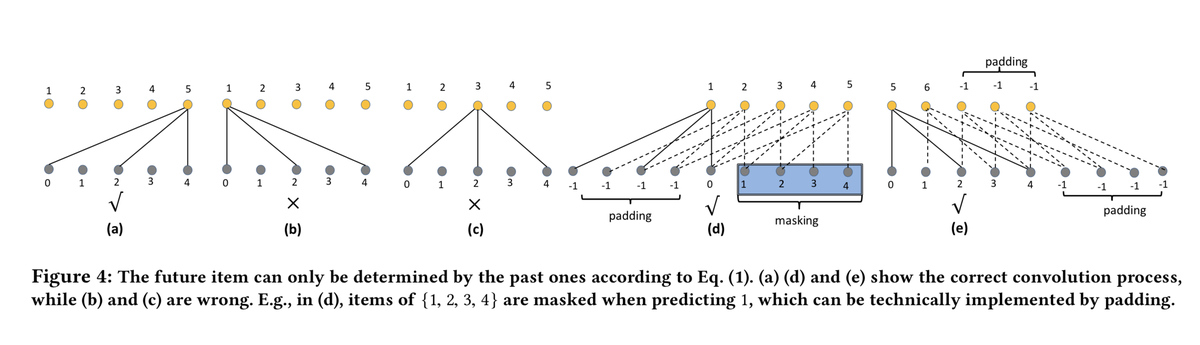 padding
1 2 3 4 5 1 2 3 4 5 1 2 3 4 5 1 2 3 4 5 5 6 -1 -1 -1
0 1 2 3 4 0 1 2 3 4 0 1 2 3 4 -1 -1 -1 -1 0 1 2 3 4 0 1 2 3 4 -1 -1 -1 -1
√ × × padding √ masking √ padding
(a) (b) (c) (d) (e)
Figure 4: The future item can only be determined by the past ones according to Eq. (1). (a) (d) and (e) show the correct convolution process,
while (b) and (c) are wrong. E.g., in (d), items of {1, 2, 3, 4} are masked when predicting 1, which can be technically implemented by padding.